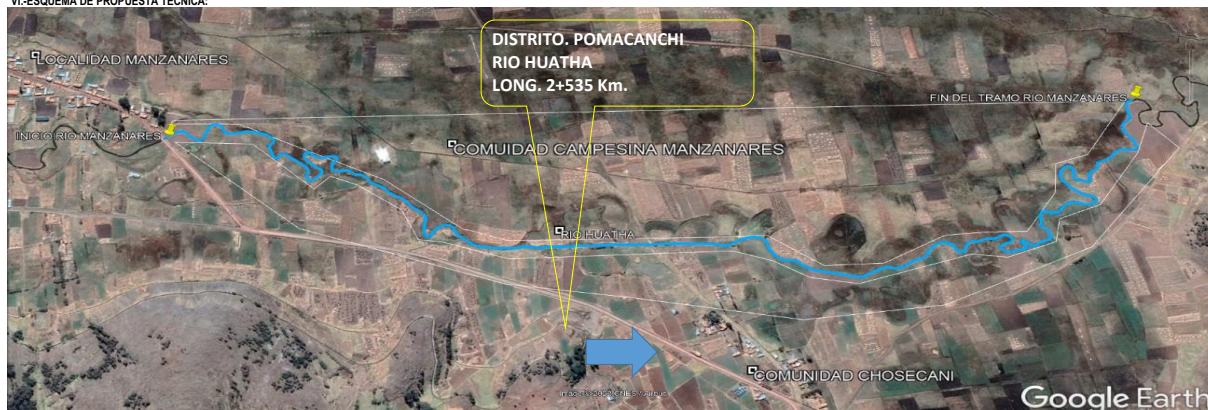 VI.-ESQUEMA DE PROPUESTA TECNICA:
DISTRITO. POMACANCHI
RIO HUATHA
LONG. 2+535 Km.
LOCALIDAD MANZANARES
FIN DEL TRAMO RIO MANZANARES
INICIO RIO MANZANARES
COMUIDAD CAMPESINA MANZANARES
RIO HUATHA
COMUNIDAD CHOSECANI
Google Earth